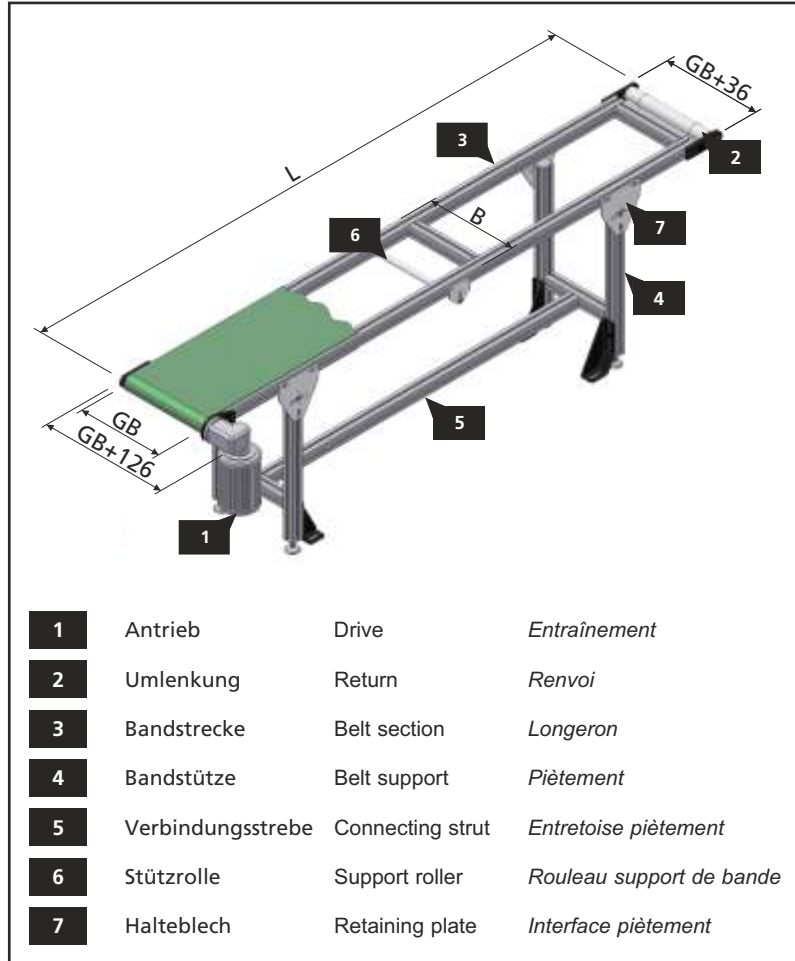 GB+36
L
3
2
B
6
7
4
GB
GB+126
5
1
1 Antrieb Drive Entraînement
2 Umlenkung Return Renvoi
3 Bandstrecke Belt section Longeron
4 Bandstütze Belt support Piètement
5 Verbindungsstrebe Connecting strut Entretoise piètement
6 Stützrolle Support roller Rouleau support de bande
7 Halteblech Retaining plate Interface piètement